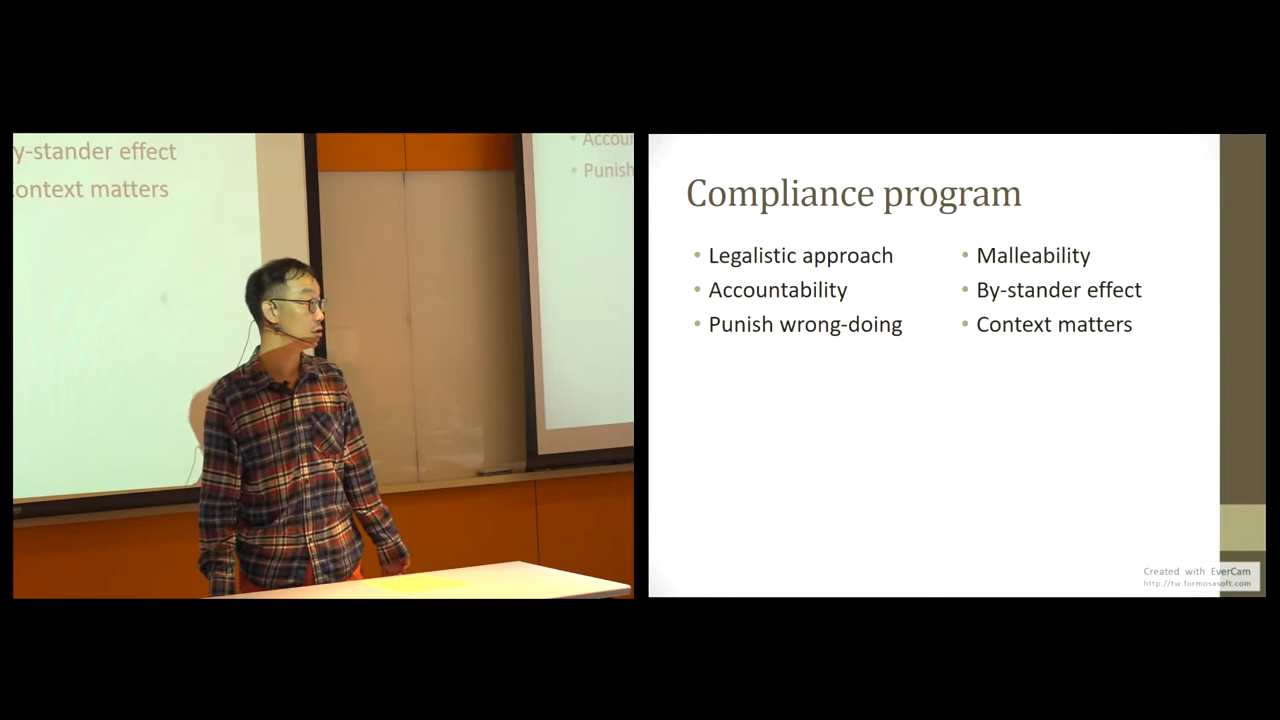 y-stander effect
ontext matters
Accou
Punish
Compliance program
• Legalistic approach
• Accountability
• Punish wrong-doing
• Malleability
• By-stander effect
• Context matters
Created with EverCam
http://tw.formosasoft.com